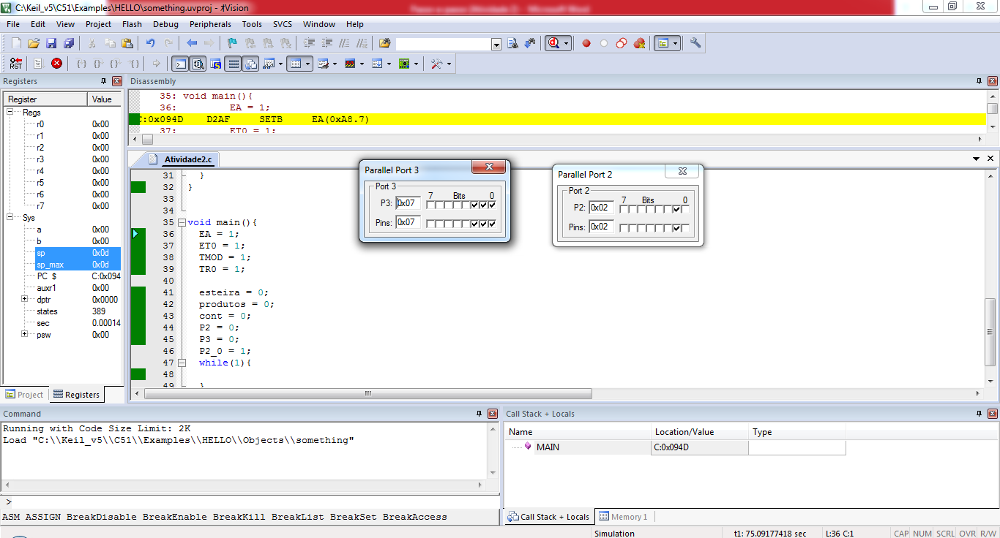 C:\Keil_v5\C51\Examples\HELLO\something.uvproj - µVision
File Edit View Project Flash Debug Peripherals Tools SVCS Window Help
RST
Registers
Disassembly
Register Value
Regs
r0 0x00
r1 0x00
r2 0x00
r3 0x00
r4 0x00
r5 0x00
r6 0x00
r7 0x00
Sys
a 0x00
b 0x00
sp 0x0d
sp_max 0x0d
PC $ C:0x094
auxr1 0x00
dptr 0x0000
states 389
sec 0.00014
psw 0x00
Project Registers
35: void main(){
36: EA = 1;
C:0x094D D2AF SETB EA(0xA8.7)
37: ET0 = 1;
Atividade2.c
31 }
32 }
33
34
35 void main(){
36 EA = 1;
37 ET0 = 1;
38 TMOD = 1;
39 TR0 = 1;
40
41 esteira = 0;
42 produtos = 0;
43 cont = 0;
44 P2 = 0;
45 P3 = 0;
46 P2_0 = 1;
47 while(1){
48
49 }
Parallel Port 3
Port 3
7 Bits 0
P3: 0x07
Pins: 0x07
Parallel Port 2
Port 2
7 Bits 0
P2: 0x02
Pins: 0x02
Command
Running with Code Size Limit: 2K
Load "C:\\Keil_v5\\C51\\Examples\\HELLO\\Objects\\something"
>
ASM ASSIGN BreakDisable BreakEnable BreakKill BreakList BreakSet BreakAccess
Call Stack + Locals
Name Location/Value Type
MAIN C:0x094D
Call Stack + Locals Memory 1
Simulation t1: 75.09177418 sec L:36 C:1 CAP NUM SCRL OVR R/W